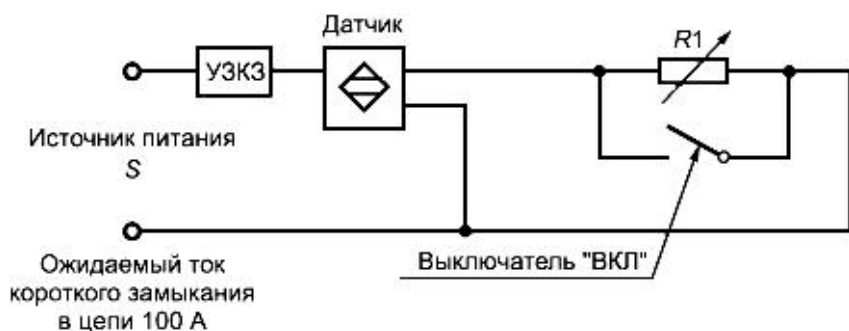 Датчик
R1
УЗКЗ
Источник питания
S
Выключатель "ВКЛ"
Ожидаемый ток
короткого замыкания
в цепи 100 А